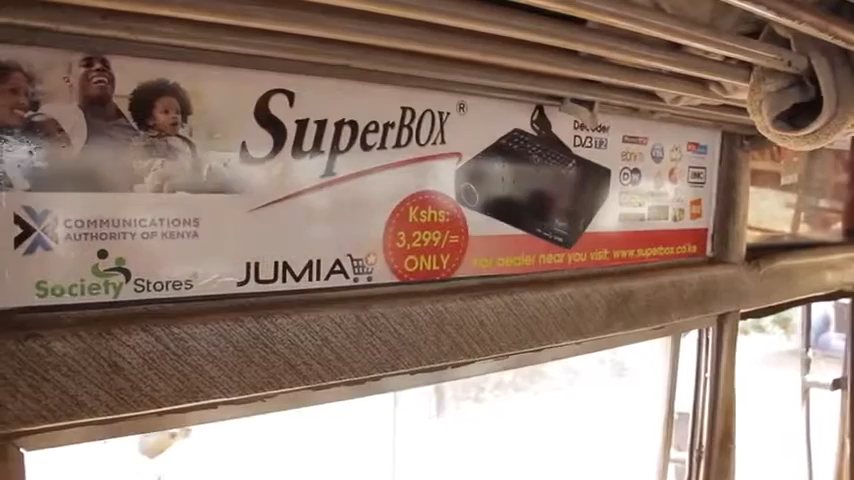 SuperBOX®
Decoder
DVB T2
COMMUNICATIONS
AUTHORITY OF KENYA
Society Stores
JUMIA
Kshs:
3,299/=
ONLY
For dealer near you visit: www.superbox.co.ke